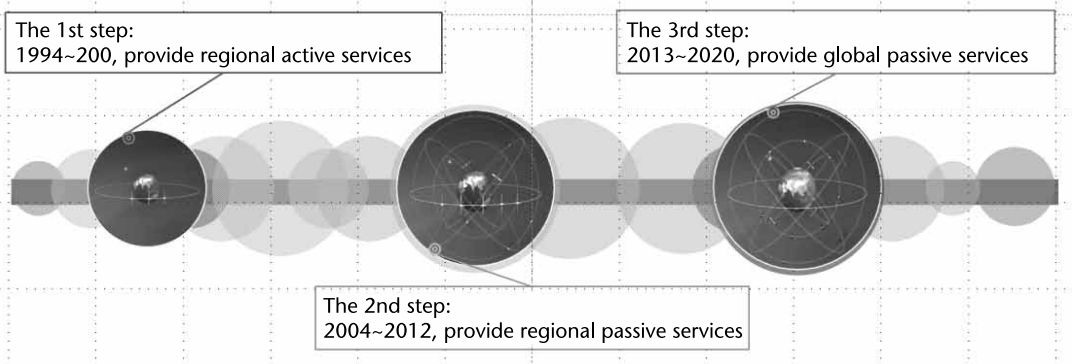 The 1st step:
1994~200, provide regional active services
The 2nd step:
2004~2012, provide regional passive services
The 3rd step:
2013~2020, provide global passive services